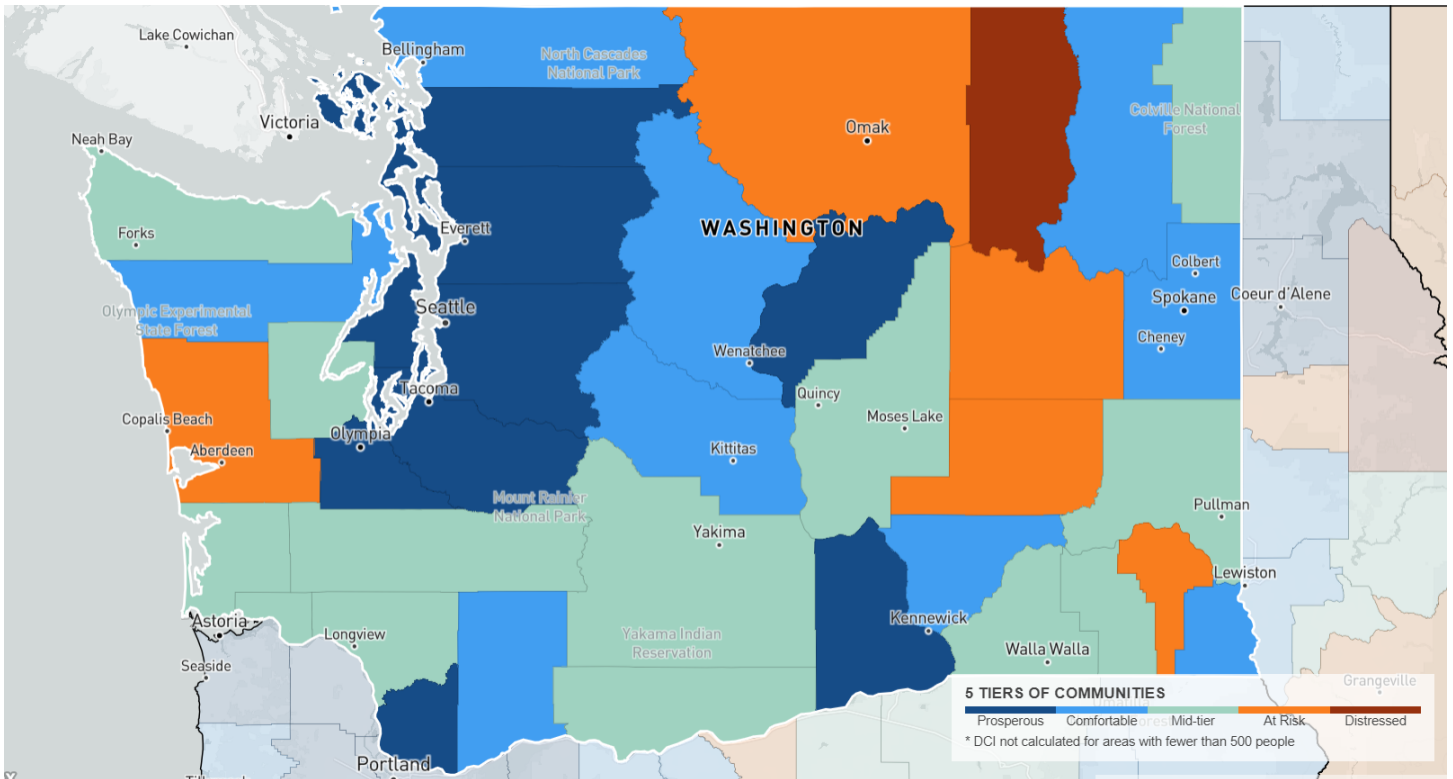 Lake Cowichan
Bellingham
North Cascades
National Park
Victoria
Omak
Colville National
Forest
Neah Bay
WASHINGTON
Forks
Everett
Colbert
Olympic Experimental
State Forest
Seattle
Spokane
Coeur d'Alene
Wenatchee
Cheney
Tacoma
Quincy
Copalis Beach
Moses Lake
Olympia
Aberdeen
Kittitas
Mount Rainier
National Park
Pullman
Yakima
Lewiston
Astoria
Longview
Kennewick
Yakama Indian
Reservation
Walla Walla
Seaside
Grangeville
5 TIERS OF COMMUNITIES
Prosperous Comfortable Mid-tier At Risk Distressed
* DCI not calculated for areas with fewer than 500 people
Portland